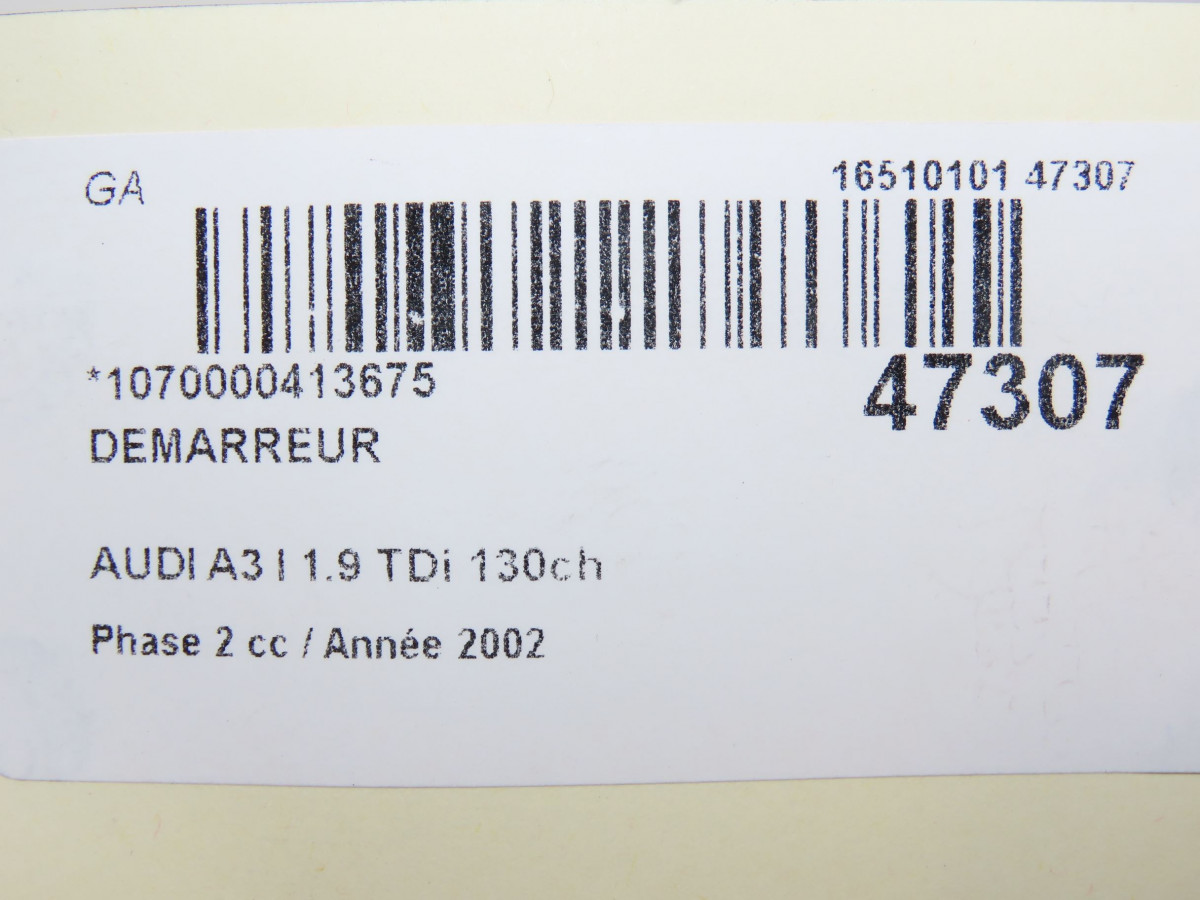 GA
16510101 47307
*1070000413675
47307
DEMARREUR
AUDI A3 I 1.9 TDi 130ch
Phase 2 cc / Année 2002